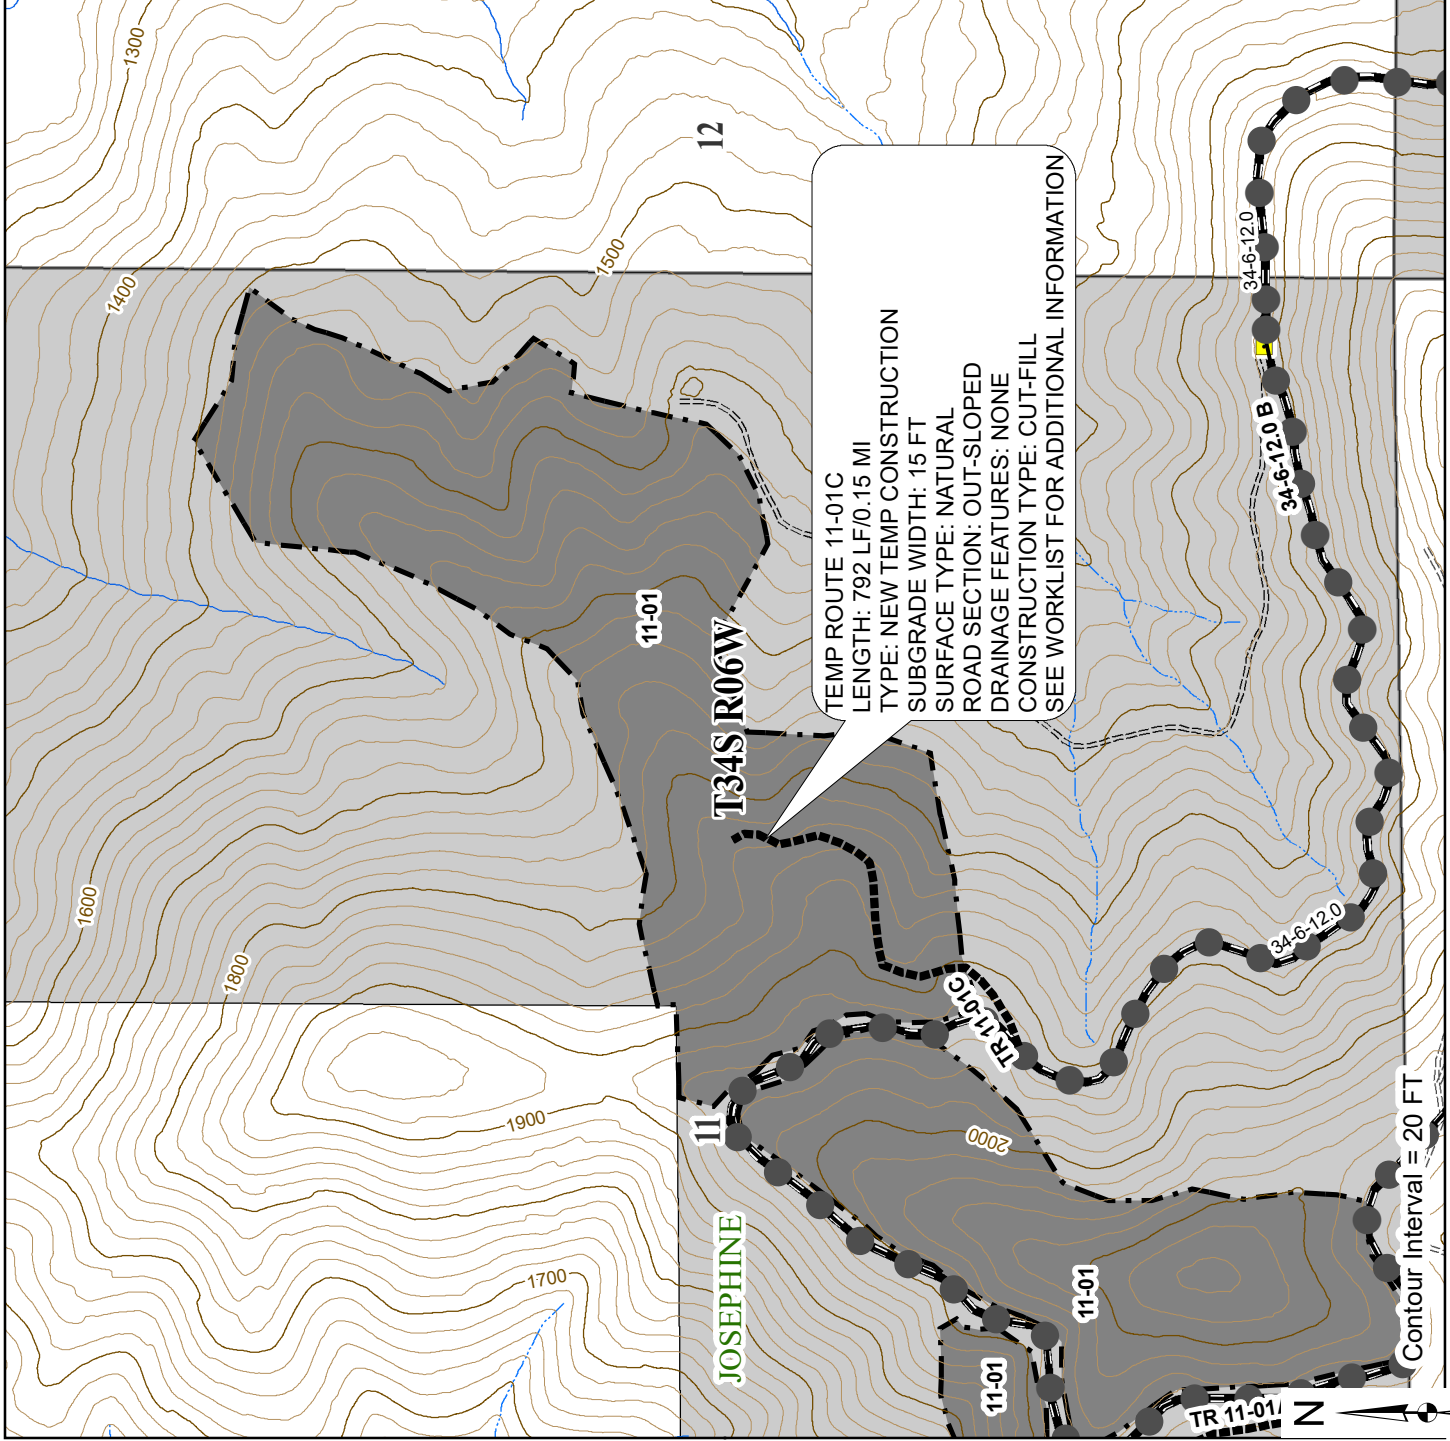 1300
12
1400
1500
TEMP ROUTE 11-01C
LENGTH: 792 LF/0.15 MI
TYPE: NEW TEMP CONSTRUCTION
SUBGRADE WIDTH: 15 FT
SURFACE TYPE: NATURAL
ROAD SECTION: OUT-SLOPED
DRAINAGE FEATURES: NONE
CONSTRUCTION TYPE: CUT-FILL
SEE WORKLIST FOR ADDITIONAL INFORMATION
34-6-12.0
34-6-12.0 B
11-01
T34S R06W
1600
1800
34-6-12.0
TR 11-01C
1900
11
2000
1700
JOSEPHINE
11-01
11-01
TR 11-01A
Contour Interval = 20 FT
N